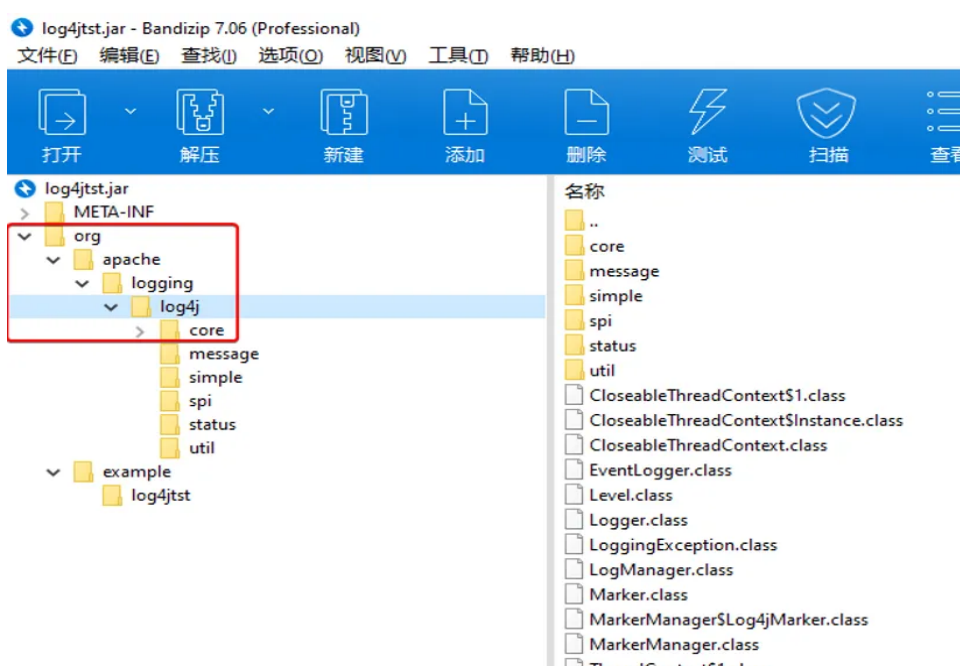 log4jtst.jar - Bandizip 7.06 (Professional)
文件(F) 编辑(E) 查找(I) 选项(O) 视图(V) 工具(T) 帮助(H)
打开 解压 新建 添加 删除 测试 扫描 查看
log4jtst.jar
META-INF
org
apache
logging
log4j
core
message
simple
spi
status
util
example
log4jtst
名称
..
core
message
simple
spi
status
util
CloseableThreadContext$1.class
CloseableThreadContext$Instance.class
CloseableThreadContext.class
EventLogger.class
Level.class
Logger.class
LoggingException.class
LogManager.class
Marker.class
MarkerManager$Log4jMarker.class
MarkerManager.class